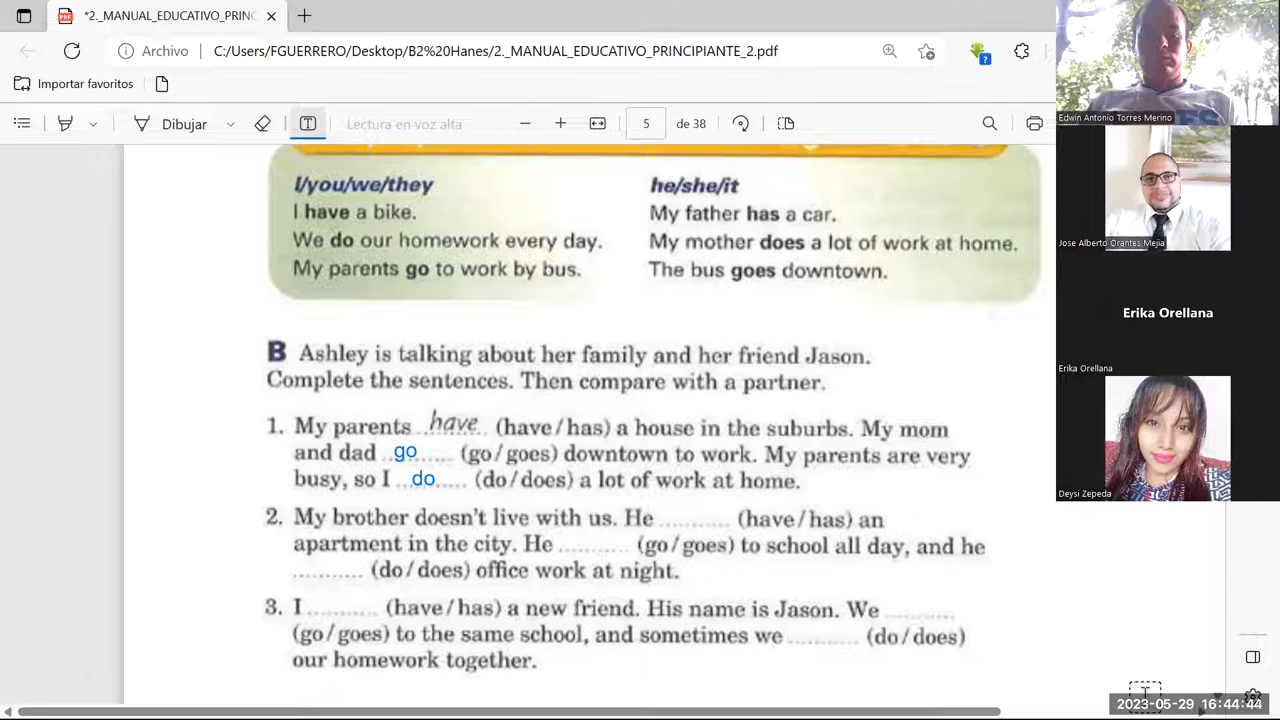 *2_ MANUAL_EDUCATIVO_PRINC
Archivo C:/Users/FGUERRERO/Desktop/B2%20Hanes/2.%20MANUAL_EDUCATIVO_PRINCIPIANTE_2.pdf
Importar favoritos
Dibujar Lectura en voz alta 5 de 38
I/you/we/they
I have a bike.
We do our homework every day.
My parents go to work by bus.
he/she/it
My father has a car.
My mother does a lot of work at home.
The bus goes downtown.
B Ashley is talking about her family and her friend Jason.
Complete the sentences. Then compare with a partner.
1. My parents ..have.. (have/has) a house in the suburbs. My mom
and dad ..go...... (go/goes) downtown to work. My parents are very
busy, so I ...do..... (do/does) a lot of work at home.
2. My brother doesn't live with us. He .......... (have/has) an
apartment in the city. He .......... (go/goes) to school all day, and he
.......... (do/does) office work at night.
3. I .......... (have/has) a new friend. His name is Jason. We ..........
(go/goes) to the same school, and sometimes we .......... (do/does)
our homework together.
Edwin Antonio Torres Merino
Jose Alberto Orantes Mejia
Erika Orellana
Erika Orellana
Deysi Zepeda
2023-05-29 16:44:44